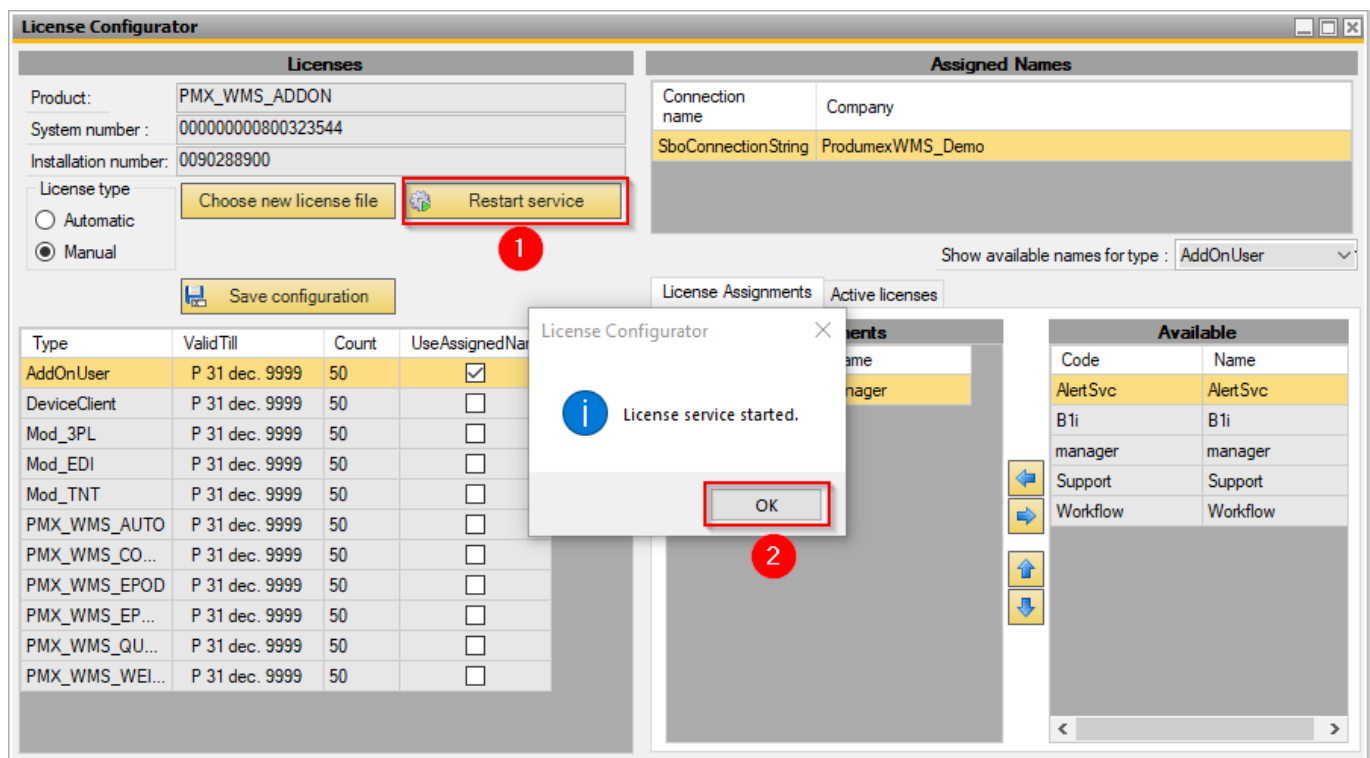 License Configurator
Licenses
Product: PMX_WMS_ADDON
System number : 000000000800323544
Installation number: 0090288900
License type
Automatic
Manual
Choose new license file
Restart service
1
Save configuration
Type ValidTill Count UseAssignedNar
AddOnUser P 31 dec. 9999 50
DeviceClient P 31 dec. 9999 50
Mod_3PL P 31 dec. 9999 50
Mod_EDI P 31 dec. 9999 50
Mod_TNT P 31 dec. 9999 50
PMX_WMS_AUTO P 31 dec. 9999 50
PMX_WMS_CO... P 31 dec. 9999 50
PMX_WMS_EPOD P 31 dec. 9999 50
PMX_WMS_EP... P 31 dec. 9999 50
PMX_WMS_QU... P 31 dec. 9999 50
PMX_WMS_WEI... P 31 dec. 9999 50
Assigned Names
Connection
name
Company
SboConnectionString ProdumexWMS_Demo
Show available names for type : AddOnUser
License Assignments Active licenses
License Configurator
License service started.
OK
2
ments
ame
nager
Available
Code Name
AlertSvc AlertSvc
B1i B1i
manager manager
Support Support
Workflow Workflow